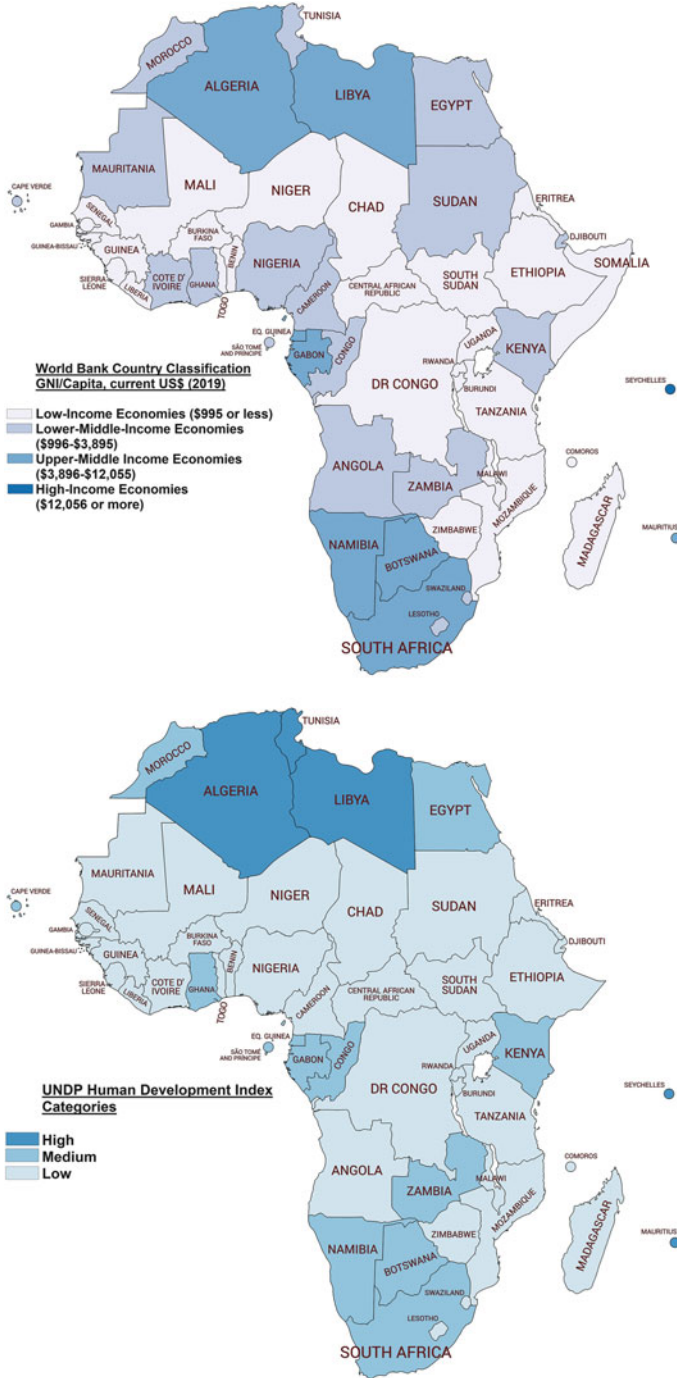 TUNISIA
MOROCCO
ALGERIA
LIBYA
EGYPT
MAURITANIA
MALI
NIGER
CHAD
SUDAN
ERITREA
CAPE VERDE
SENEGAL
GAMBIA
GUINEA-BISSAU
GUINEA
BURKINA
FASO
BENIN
NIGERIA
DJIBOUTI
ETHIOPIA
SOMALIA
SIERRA
LEONE
LIBERIA
COTE D'
IVOIRE
GHANA
TOGO
CAMEROON
CENTRAL AFRICAN
REPUBLIC
SOUTH
SUDAN
EQ. GUINEA
SÃO TOMÉ
AND PRÍNCIPE
GABON
CONGO
UGANDA
KENYA
RWANDA
DR CONGO
BURUNDI
TANZANIA
SEYCHELLES
World Bank Country Classification
GNI/Capita, current US$ (2019)
Low-Income Economies ($995 or less)
Lower-Middle-Income Economies
($996-$3,895)
Upper-Middle Income Economies
($3,896-$12,055)
High-Income Economies
($12,056 or more)
ANGOLA
ZAMBIA
MALAWI
COMOROS
MOZAMBIQUE
ZIMBABWE
MADAGASCAR
MAURITIUS
NAMIBIA
BOTSWANA
SWAZILAND
LESOTHO
SOUTH AFRICA
TUNISIA
MOROCCO
ALGERIA
LIBYA
EGYPT
MAURITANIA
MALI
NIGER
CHAD
SUDAN
ERITREA
CAPE VERDE
SENEGAL
GAMBIA
GUINEA-BISSAU
GUINEA
BURKINA
FASO
BENIN
NIGERIA
DJIBOUTI
ETHIOPIA
SIERRA
LEONE
LIBERIA
COTE D'
IVOIRE
GHANA
TOGO
CAMEROON
CENTRAL AFRICAN
REPUBLIC
SOUTH
SUDAN
EQ. GUINEA
SÃO TOMÉ
AND PRÍNCIPE
GABON
CONGO
UGANDA
KENYA
RWANDA
DR CONGO
BURUNDI
TANZANIA
SEYCHELLES
UNDP Human Development Index
Categories
High
Medium
Low
ANGOLA
ZAMBIA
MALAWI
COMOROS
MOZAMBIQUE
ZIMBABWE
MADAGASCAR
MAURITIUS
NAMIBIA
BOTSWANA
SWAZILAND
LESOTHO
SOUTH AFRICA